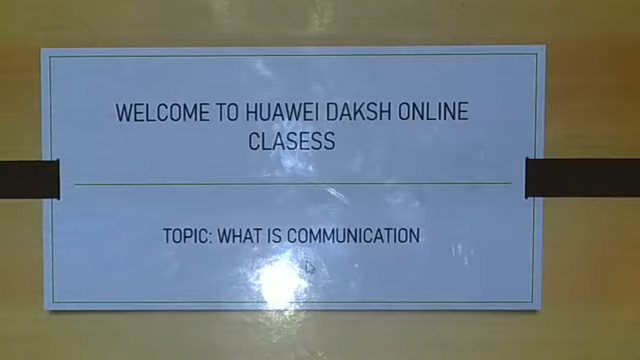 WELCOME TO HUAWEI DAKSH ONLINE
CLASESS
TOPIC: WHAT IS COMMUNICATION